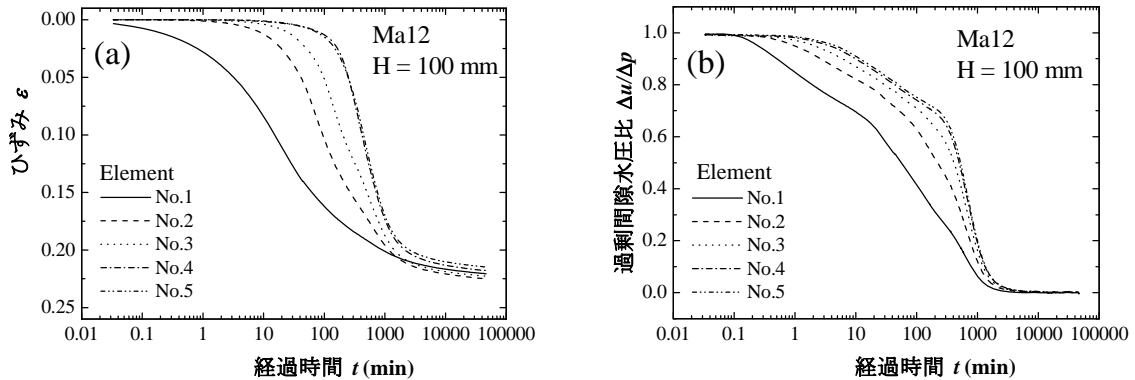 (a)
Ma12
H = 100 mm
ひずみ ε
0.00
0.05
0.10
0.15
0.20
0.25
Element
No.1
No.2
No.3
No.4
No.5
0.01 0.1 1 10 100 1000 10000 100000
経過時間 t (min)
(b)
Ma12
H = 100 mm
過剰間隙水圧比 Δu/Δp
1.0
0.8
0.6
0.4
0.2
0.0
Element
No.1
No.2
No.3
No.4
No.5
0.01 0.1 1 10 100 1000 10000 100000
経過時間 t (min)